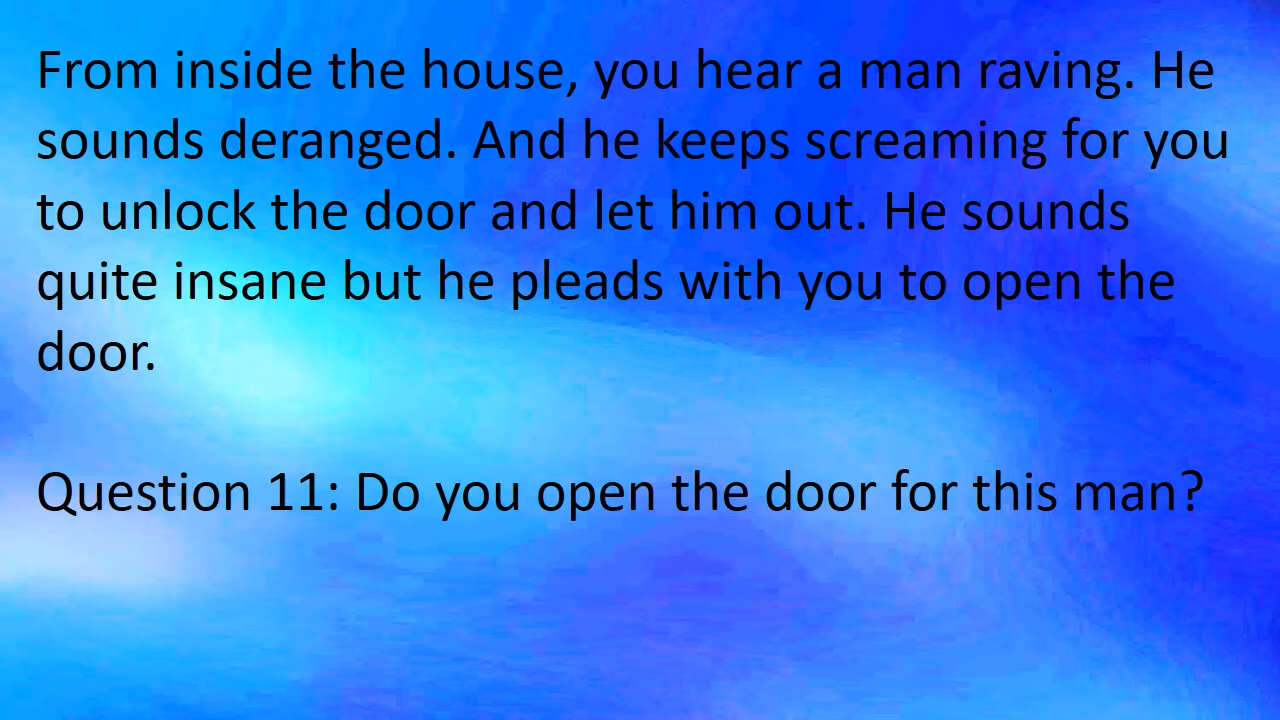 From inside the house, you hear a man raving. He
sounds deranged. And he keeps screaming for you
to unlock the door and let him out. He sounds
quite insane but he pleads with you to open the
door.
Question 11: Do you open the door for this man?